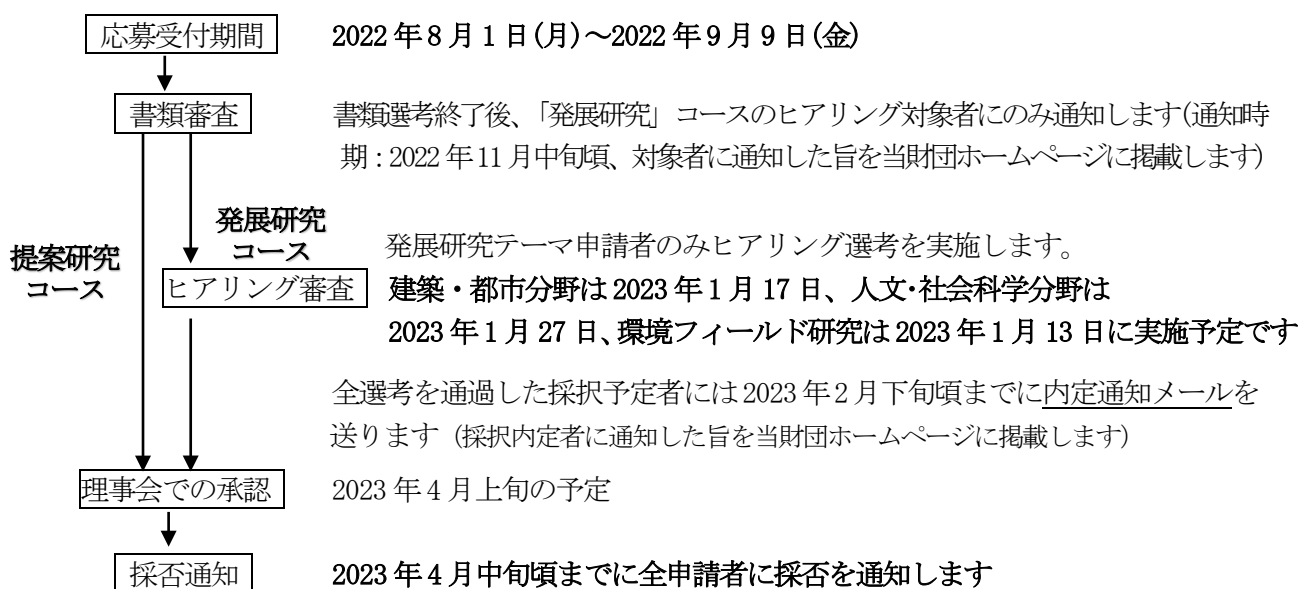 応募受付期間 2022年8月1日(月)～2022年9月9日(金)
書類審査 書類選考終了後、「発展研究」コースのヒアリング対象者にのみ通知します(通知時
期：2022年11月中旬頃、対象者に通知した旨を当財団ホームページに掲載します)
提案研究
コース
発展研究
コース
発展研究テーマ申請者のみヒアリング選考を実施します。
ヒアリング審査 建築・都市分野は2023年1月17日、人文･社会科学分野は
2023年1月27日、環境フィールド研究は2023年1月13日に実施予定です
全選考を通過した採択予定者には2023年2月下旬頃までに内定通知メールを
送ります (採択内定者に通知した旨を当財団ホームページに掲載します)
理事会での承認 2023年4月上旬の予定
採否通知 2023年4月中旬頃までに全申請者に採否を通知します